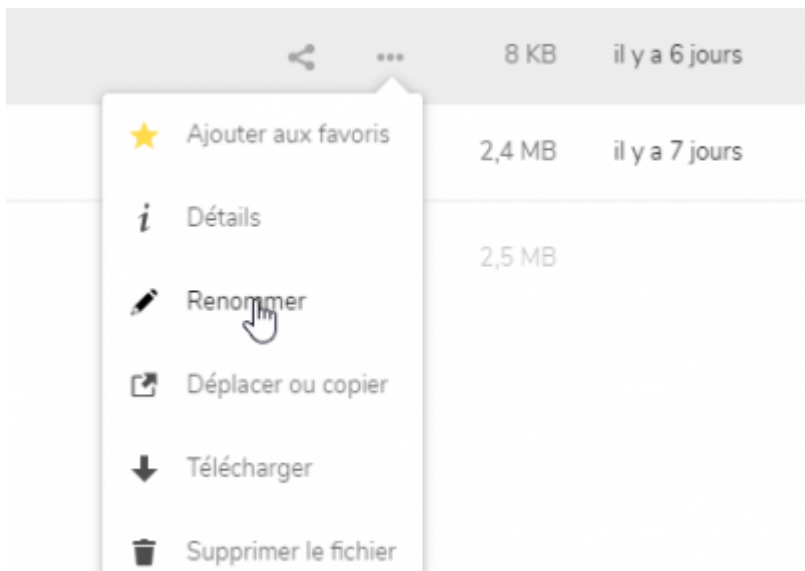 8 KB il y a 6 jours
Ajouter aux favoris
2,4 MB il y a 7 jours
Détails
2,5 MB
Renommer
Déplacer ou copier
Télécharger
Supprimer le fichier